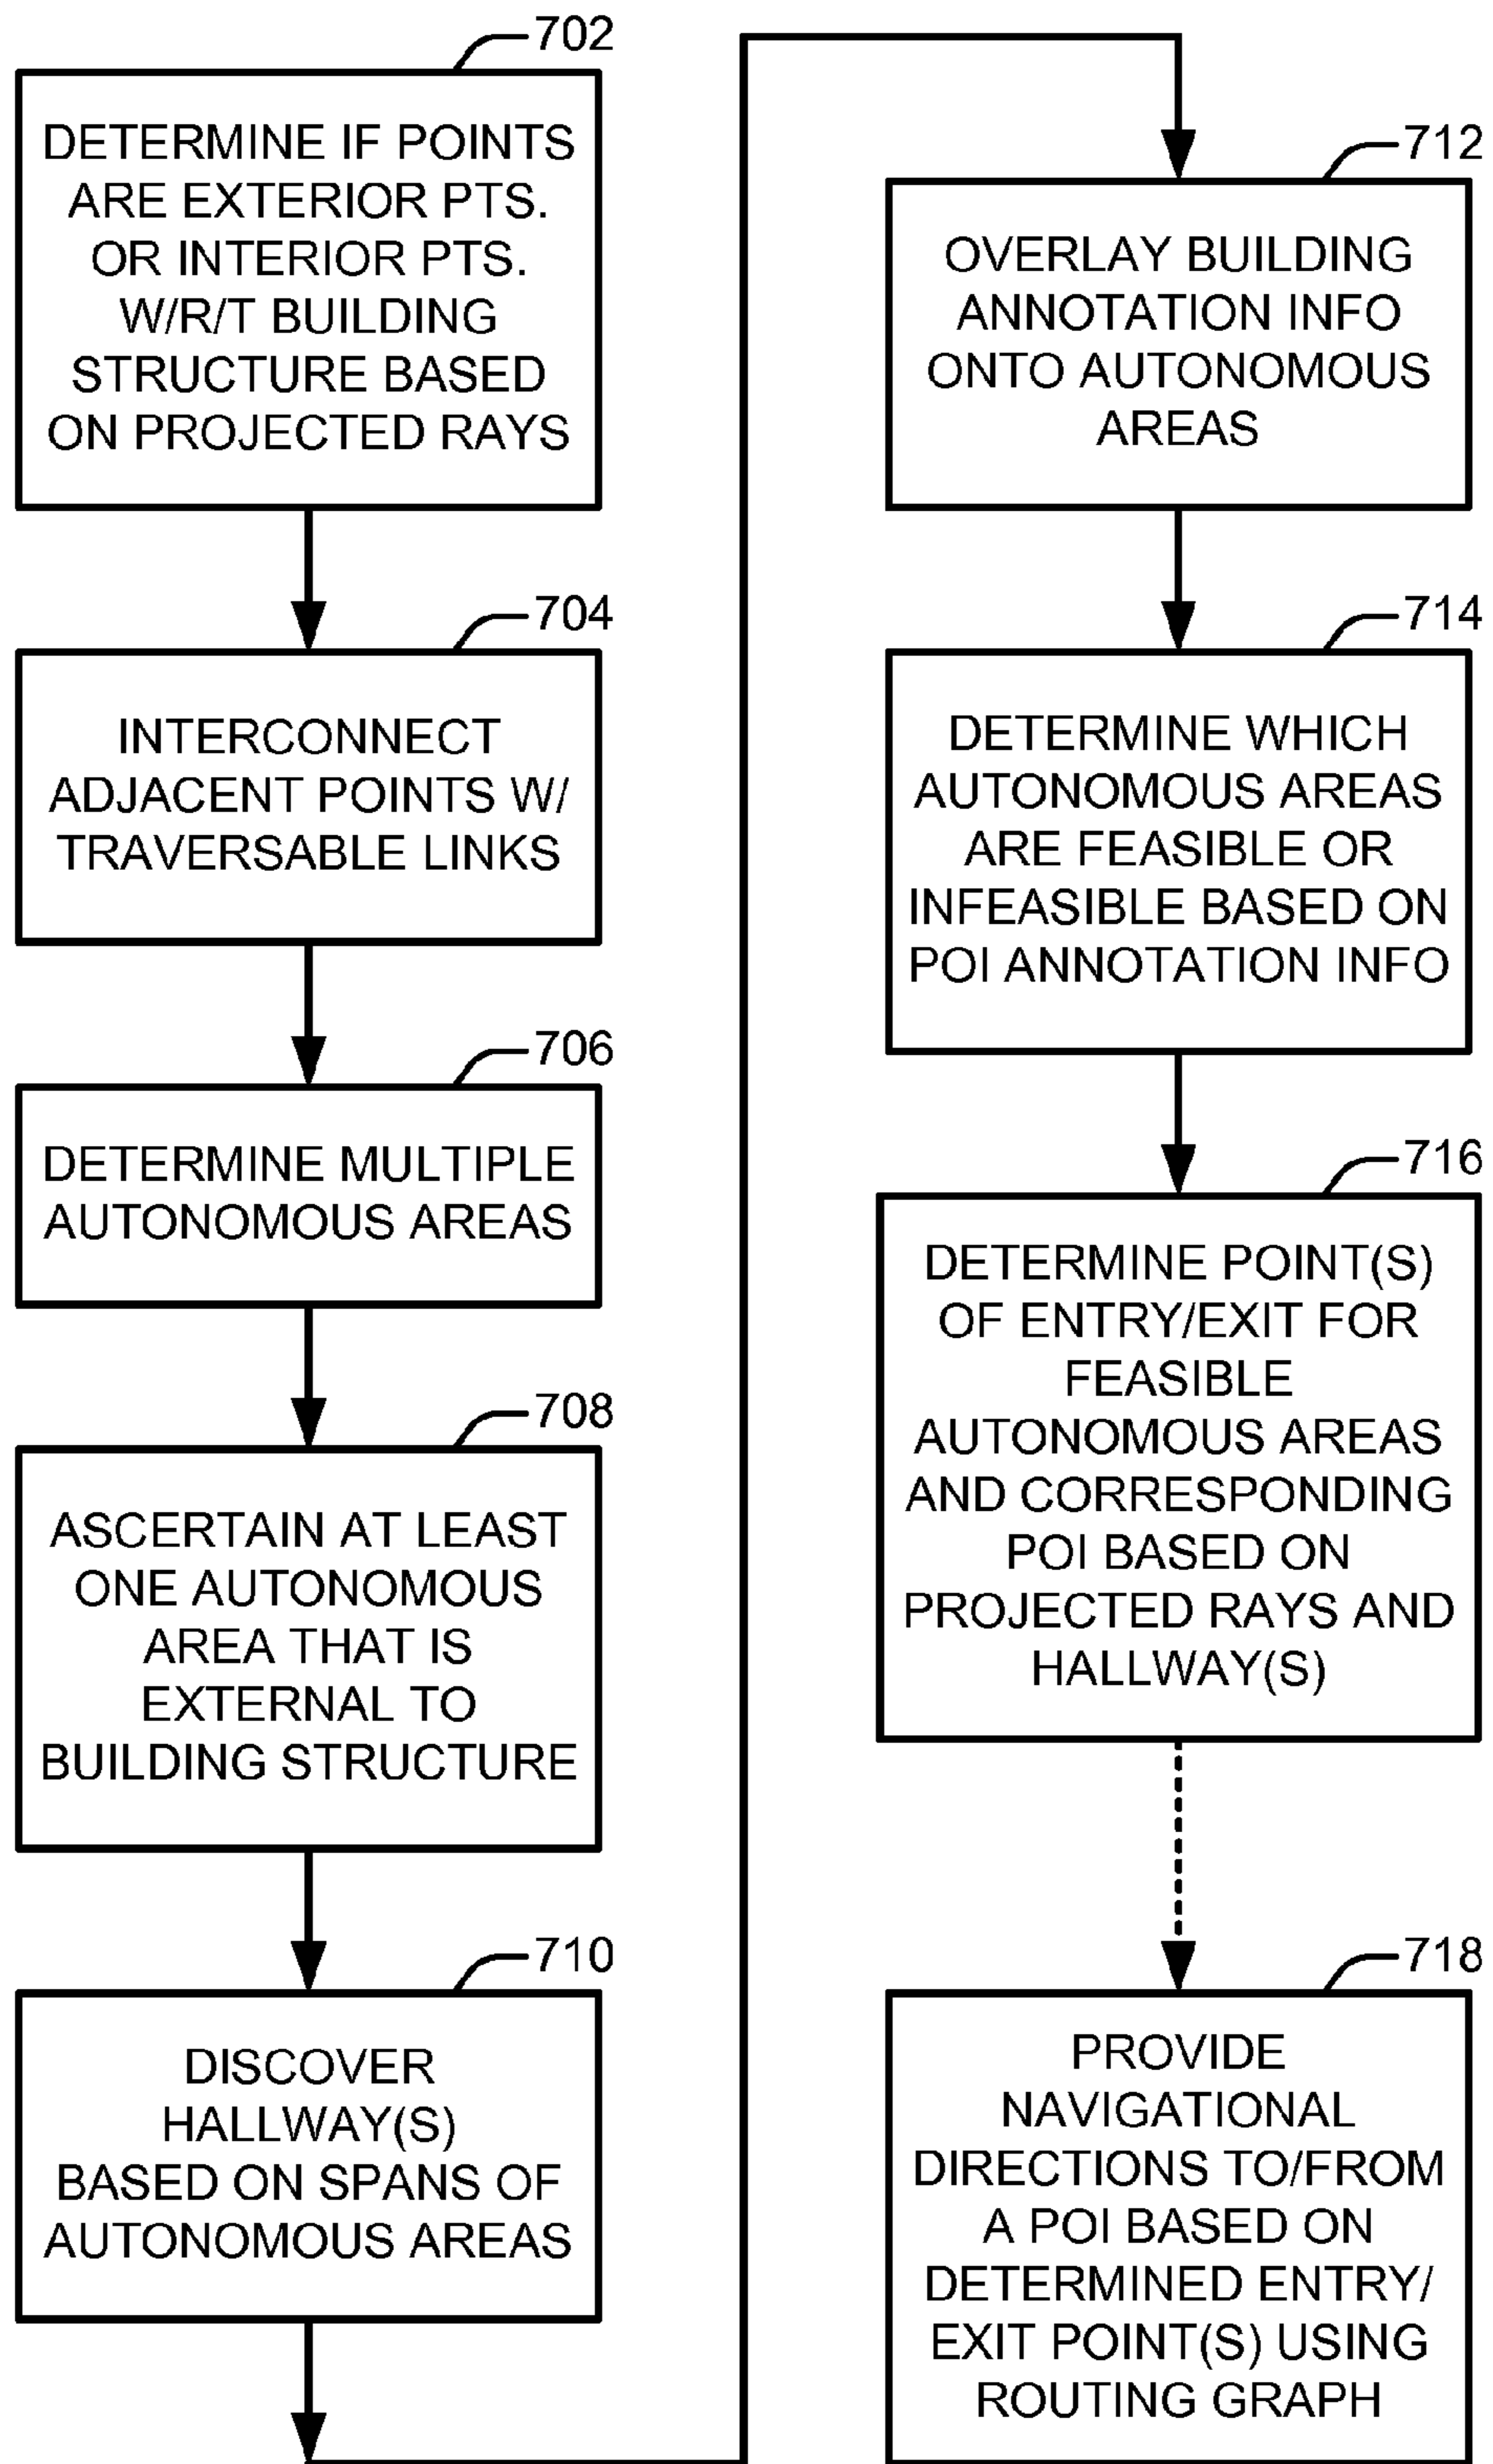 702
DETERMINE IF POINTS
ARE EXTERIOR PTS.
OR INTERIOR PTS.
W/R/T BUILDING
STRUCTURE BASED
ON PROJECTED RAYS
704
INTERCONNECT
ADJACENT POINTS W/
TRAVERSABLE LINKS
706
DETERMINE MULTIPLE
AUTONOMOUS AREAS
708
ASCERTAIN AT LEAST
ONE AUTONOMOUS
AREA THAT IS
EXTERNAL TO
BUILDING STRUCTURE
710
DISCOVER
HALLWAY(S)
BASED ON SPANS OF
AUTONOMOUS AREAS
712
OVERLAY BUILDING
ANNOTATION INFO
ONTO AUTONOMOUS
AREAS
714
DETERMINE WHICH
AUTONOMOUS AREAS
ARE FEASIBLE OR
INFEASIBLE BASED ON
POI ANNOTATION INFO
716
DETERMINE POINT(S)
OF ENTRY/EXIT FOR
FEASIBLE
AUTONOMOUS AREAS
AND CORRESPONDING
POI BASED ON
PROJECTED RAYS AND
HALLWAY(S)
718
PROVIDE
NAVIGATIONAL
DIRECTIONS TO/FROM
A POI BASED ON
DETERMINED ENTRY/
EXIT POINT(S) USING
ROUTING GRAPH